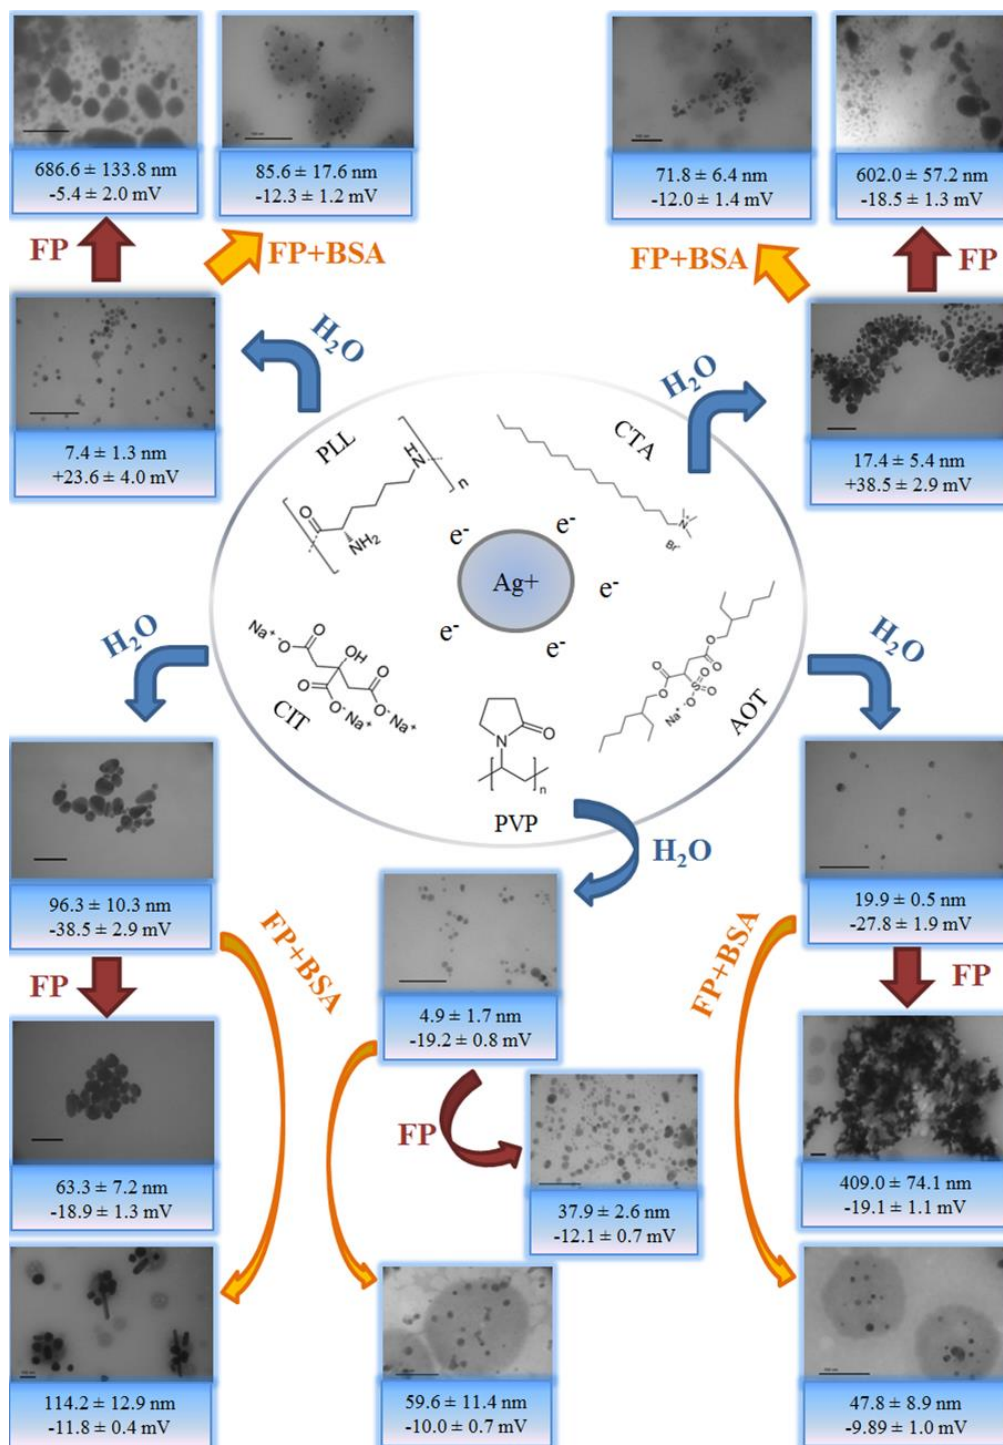 686.6 ± 133.8 nm
-5.4 ± 2.0 mV
85.6 ± 17.6 nm
-12.3 ± 1.2 mV
71.8 ± 6.4 nm
-12.0 ± 1.4 mV
602.0 ± 57.2 nm
-18.5 ± 1.3 mV
FP
FP+BSA
FP+BSA
FP
H₂O
H₂O
7.4 ± 1.3 nm
+23.6 ± 4.0 mV
17.4 ± 5.4 nm
+38.5 ± 2.9 mV
PLL
H
N
n
O
NH₂
CTA
N⁺
Br⁻
e⁻
e⁻
Ag+
e⁻
e⁻
e⁻
H₂O
H₂O
Na⁺ ⁻O
O
OH
O
O
O⁻Na⁺
O⁻Na⁺
CIT
N
O
n
PVP
O
O
O
O
S
O
O
Na⁺ ⁻O
AOT
H₂O
96.3 ± 10.3 nm
-38.5 ± 2.9 mV
19.9 ± 0.5 nm
-27.8 ± 1.9 mV
FP
FP+BSA
FP+BSA
FP
4.9 ± 1.7 nm
-19.2 ± 0.8 mV
FP
63.3 ± 7.2 nm
-18.9 ± 1.3 mV
37.9 ± 2.6 nm
-12.1 ± 0.7 mV
409.0 ± 74.1 nm
-19.1 ± 1.1 mV
114.2 ± 12.9 nm
-11.8 ± 0.4 mV
59.6 ± 11.4 nm
-10.0 ± 0.7 mV
47.8 ± 8.9 nm
-9.89 ± 1.0 mV